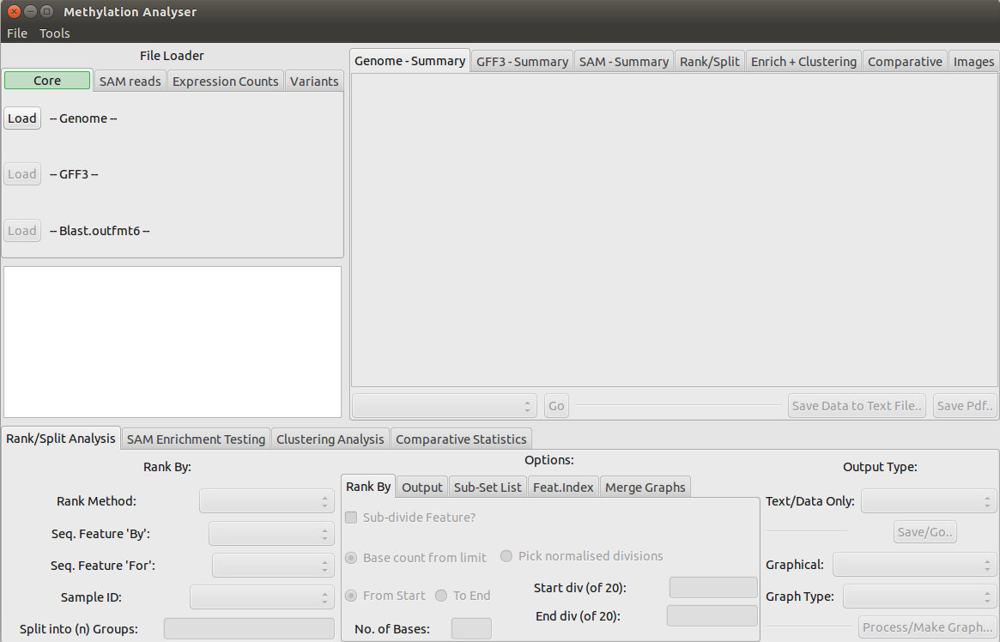 Methylation Analyser
File Tools
File Loader
Core SAM reads Expression Counts Variants
Load -- Genome --
Load -- GFF3 --
Load -- Blast.outfmt6 --
Genome - Summary GFF3 - Summary SAM - Summary Rank/Split Enrich + Clustering Comparative Images
Go Save Data to Text File.. Save Pdf..
Rank/Split Analysis SAM Enrichment Testing Clustering Analysis Comparative Statistics
Rank By:
Rank Method:
Seq. Feature 'By':
Seq. Feature 'For':
Sample ID:
Split into (n) Groups:
Options:
Rank By Output Sub-Set List Feat.Index Merge Graphs
Sub-divide Feature?
Base count from limit Pick normalised divisions
From Start To End Start div (of 20):
End div (of 20):
No. of Bases:
Output Type:
Text/Data Only:
Save/Go..
Graphical:
Graph Type:
Process/Make Graph...